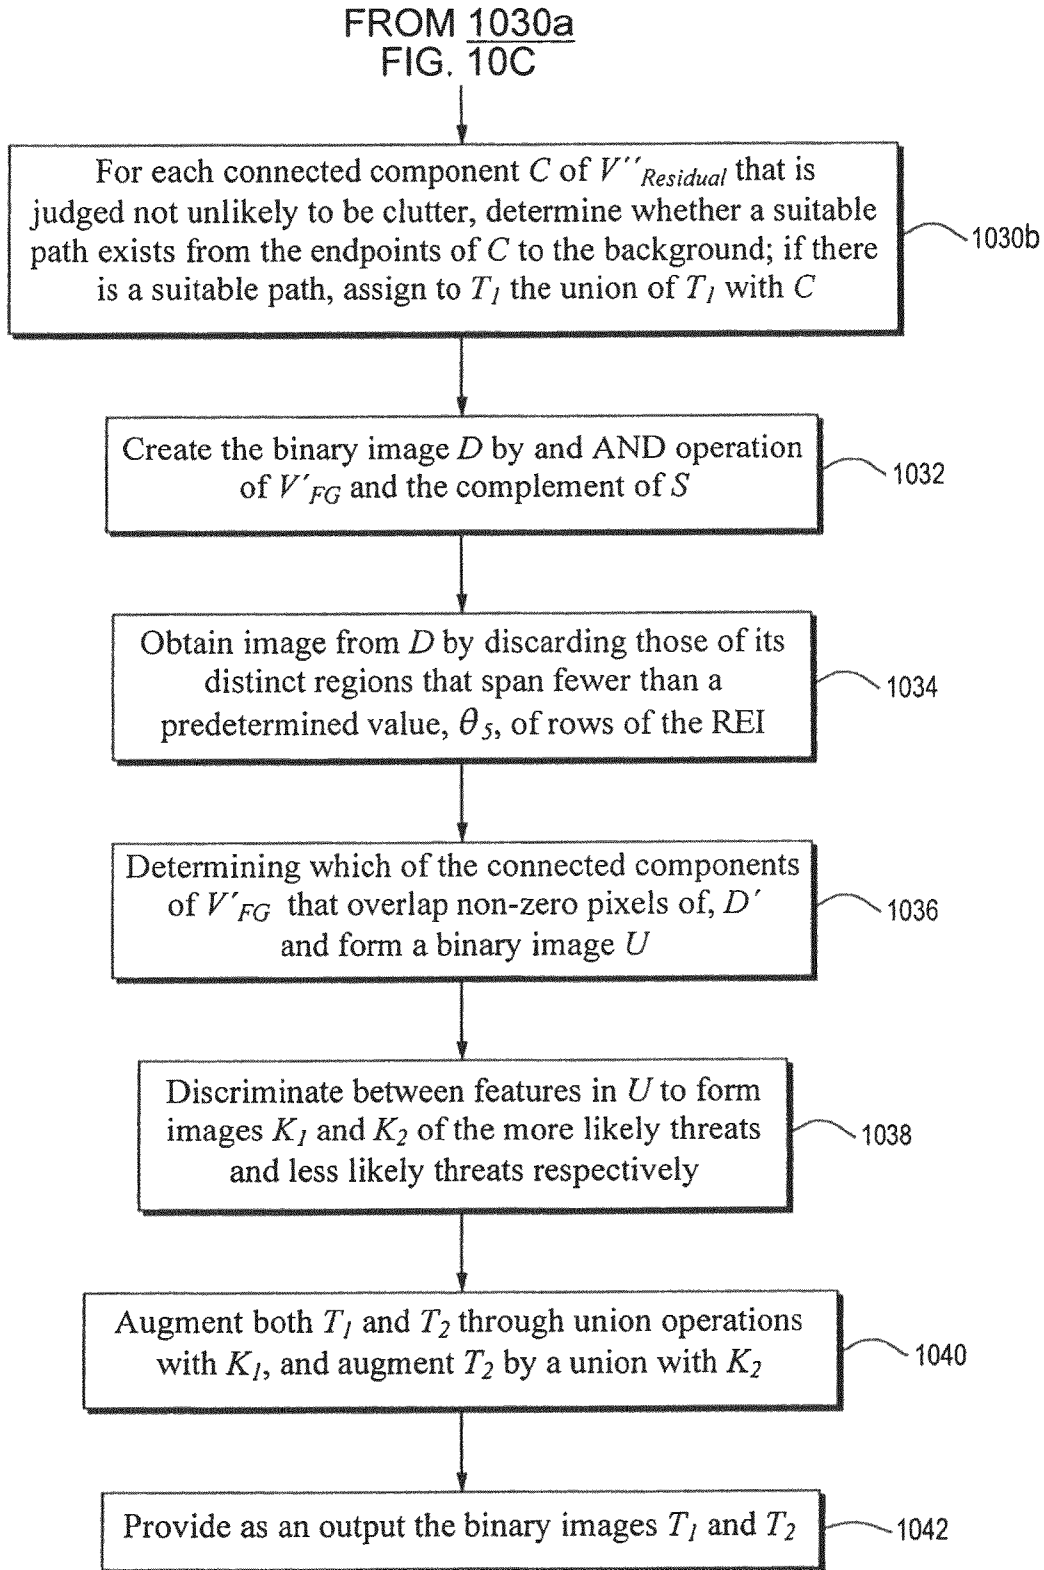 FROM 1030a
FIG. 10C
For each connected component C of V´´Residual that is
judged not unlikely to be clutter, determine whether a suitable
path exists from the endpoints of C to the background; if there
is a suitable path, assign to T1 the union of T1 with C
1030b
Create the binary image D by and AND operation
of V´FG and the complement of S
1032
Obtain image from D by discarding those of its
distinct regions that span fewer than a
predetermined value, θ5, of rows of the REI
1034
Determining which of the connected components
of V´FG that overlap non-zero pixels of, D´
and form a binary image U
1036
Discriminate between features in U to form
images K1 and K2 of the more likely threats
and less likely threats respectively
1038
Augment both T1 and T2 through union operations
with K1, and augment T2 by a union with K2
1040
Provide as an output the binary images T1 and T2
1042